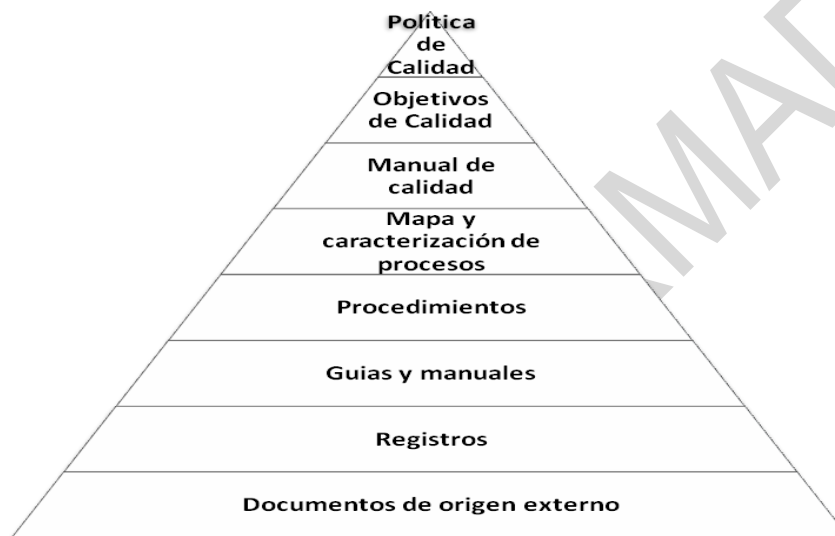 Política
de
Calidad
Objetivos
de Calidad
Manual de
calidad
Mapa y
caracterización de
procesos
Procedimientos
Guias y manuales
Registros
Documentos de origen externo